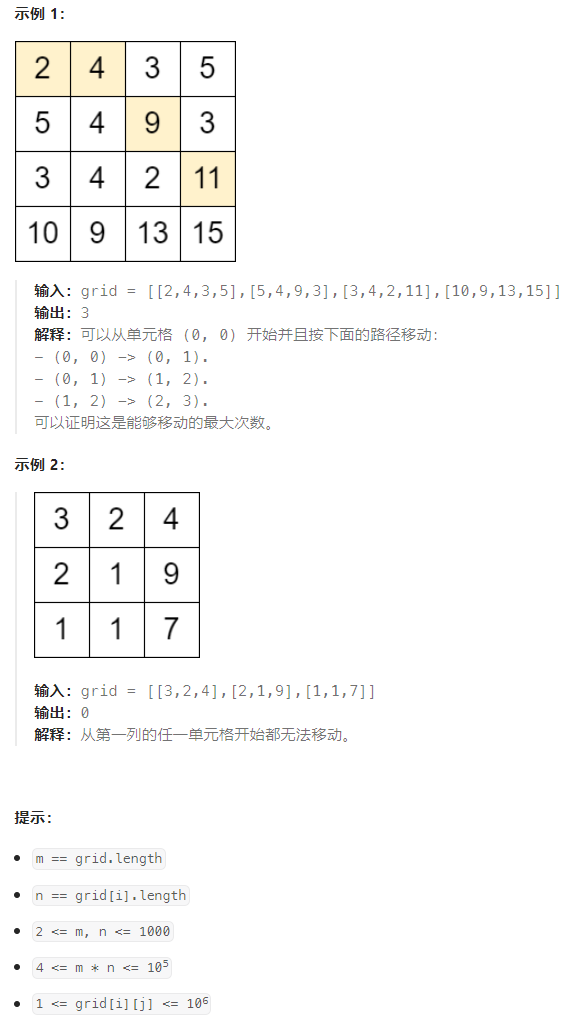 示例 1：
2 4 3 5
5 4 9 3
3 4 2 11
10 9 13 15
输入：grid = [[2,4,3,5],[5,4,9,3],[3,4,2,11],[10,9,13,15]]
输出：3
解释：可以从单元格 (0, 0) 开始并且按下面的路径移动：
- (0, 0) -> (0, 1).
- (0, 1) -> (1, 2).
- (1, 2) -> (2, 3).
可以证明这是能够移动的最大次数。
示例 2：
3 2 4
2 1 9
1 1 7
输入：grid = [[3,2,4],[2,1,9],[1,1,7]]
输出：0
解释：从第一列的任一单元格开始都无法移动。
提示：
• m == grid.length
• n == grid[i].length
• 2 <= m, n <= 1000
• 4 <= m * n <= 10⁵
• 1 <= grid[i][j] <= 10⁶